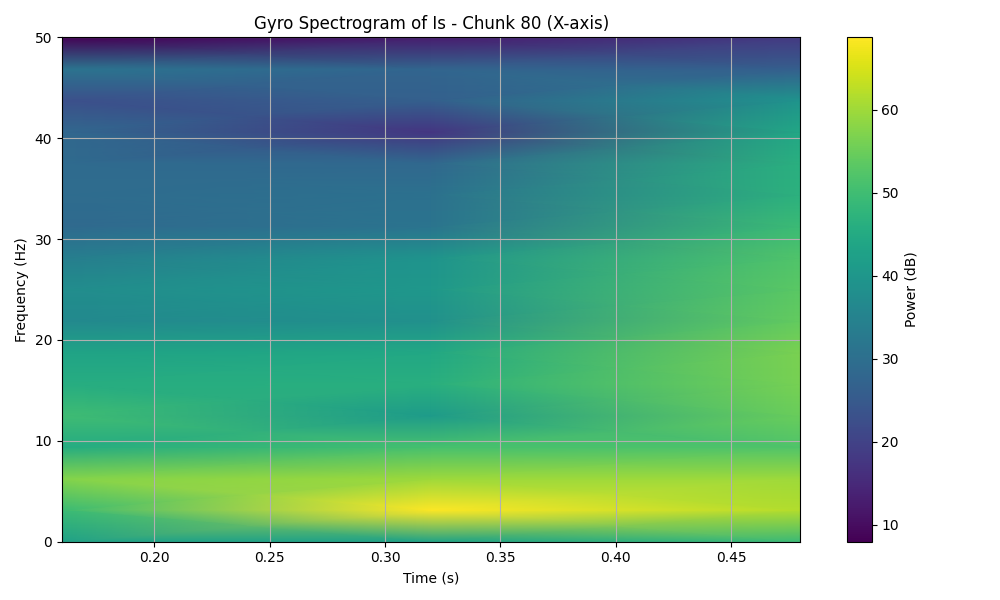 Gyro Spectrogram of Is - Chunk 80 (X-axis)
50
40
30
20
10
0
Frequency (Hz)
0.20 0.25 0.30 0.35 0.40 0.45
Time (s)
60
50
40
30
20
10
Power (dB)